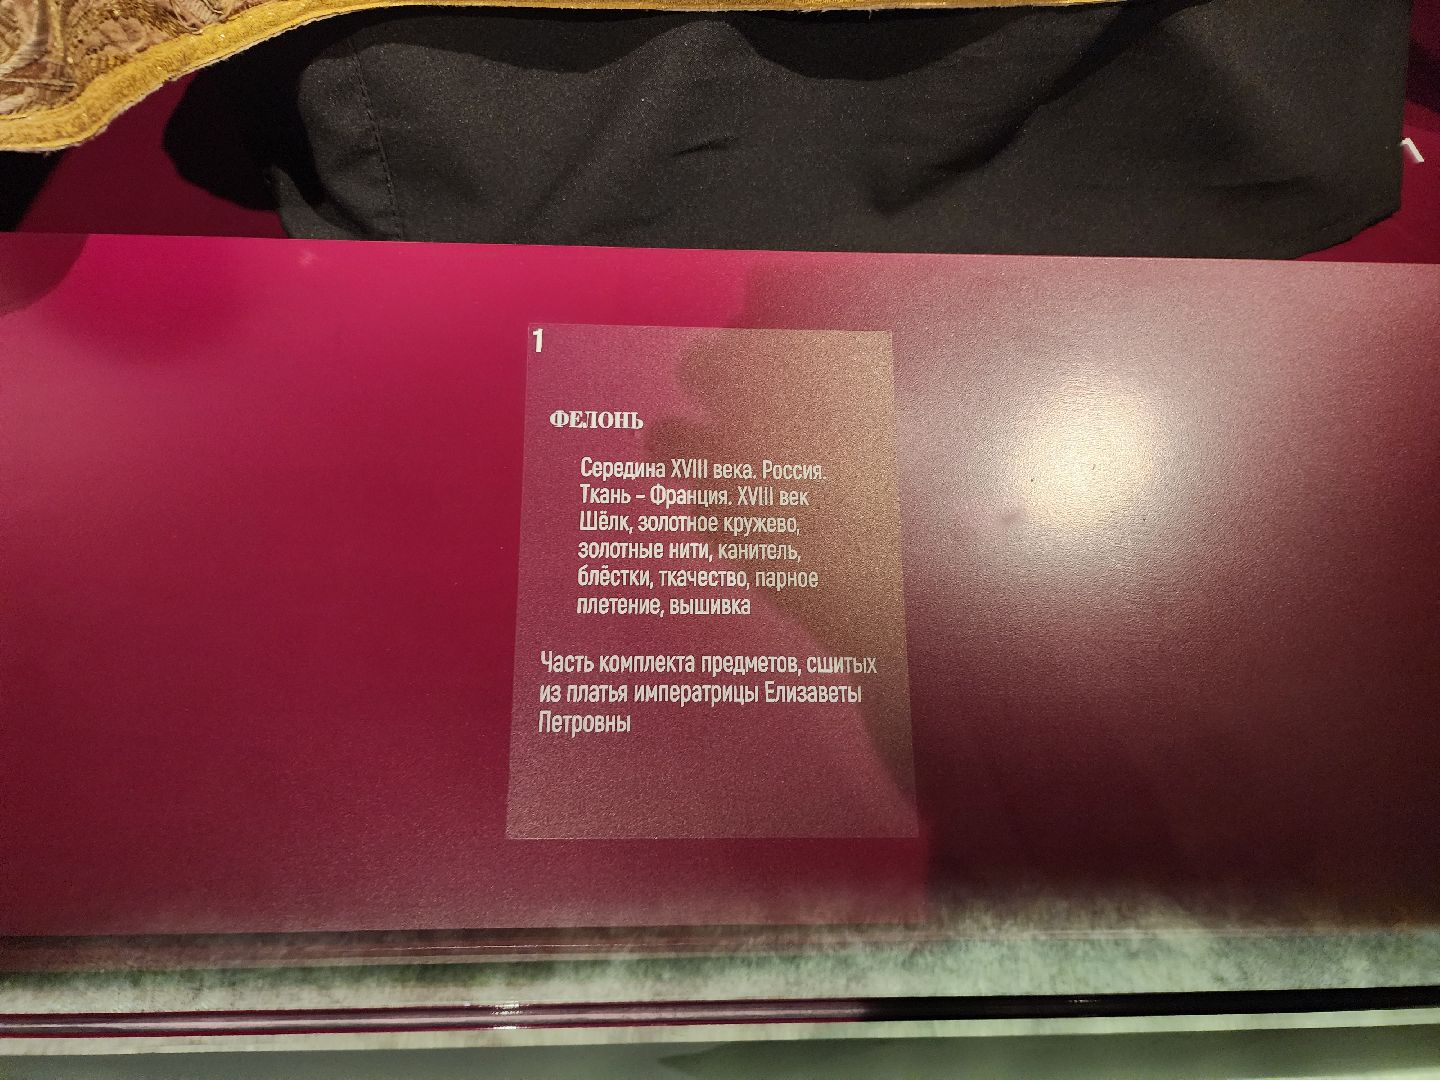 1
ФЕЛОНЬ
Середина XVIII века. Россия.
Ткань – Франция. XVIII век
Шёлк, золотное кружево,
золотные нити, канитель,
блёстки, ткачество, парное
плетение, вышивка
Часть комплекта предметов, сшитых
из платья императрицы Елизаветы
Петровны
1